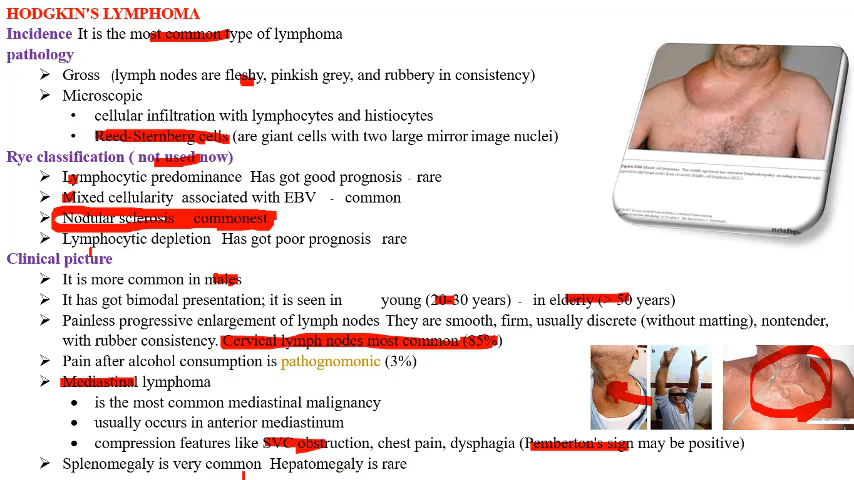 HODGKIN'S LYMPHOMA
Incidence It is the most common type of lymphoma
pathology
Gross (lymph nodes are fleshy, pinkish grey, and rubbery in consistency)
Microscopic
cellular infiltration with lymphocytes and histiocytes
Reed-Sternberg cells (are giant cells with two large mirror image nuclei)
Rye classification ( not used now)
Lymphocytic predominance Has got good prognosis - rare
Mixed cellularity associated with EBV - common
Nodular sclerosis commonest
Lymphocytic depletion Has got poor prognosis rare
Clinical picture
It is more common in males
It has got bimodal presentation; it is seen in young (20-30 years) - in elderly (> 50 years)
Painless progressive enlargement of lymph nodes They are smooth, firm, usually discrete (without matting), nontender,
with rubber consistency. Cervical lymph nodes most common (85%)
Pain after alcohol consumption is pathognomonic (3%)
Mediastinal lymphoma
is the most common mediastinal malignancy
usually occurs in anterior mediastinum
compression features like SVC obstruction, chest pain, dysphagia (Pemberton's sign may be positive)
Splenomegaly is very common Hepatomegaly is rare